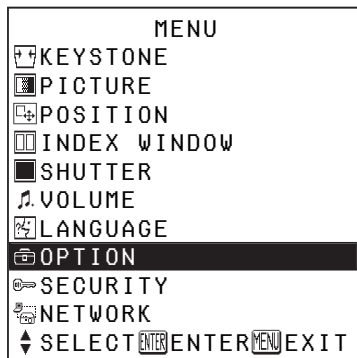 MENU
KEYSTONE
PICTURE
POSITION
INDEX WINDOW
SHUTTER
VOLUME
LANGUAGE
OPTION
SECURITY
NETWORK
SELECT ENTER ENTER MENU EXIT